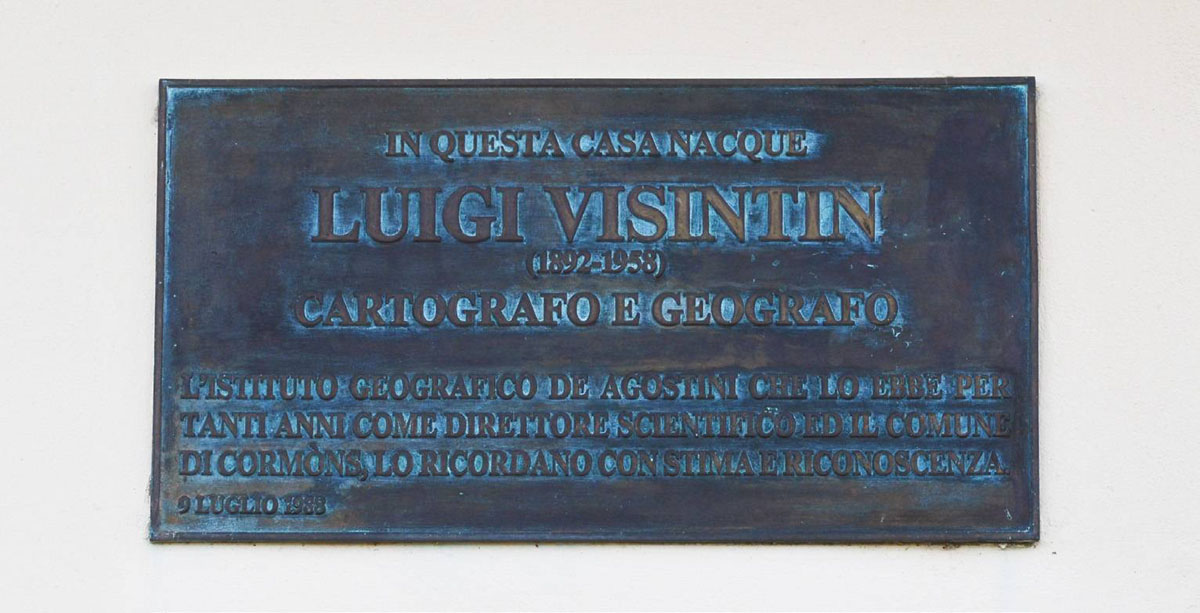 IN QUESTA CASA NACQUE
LUIGI VISINTIN
(1892-1958)
CARTOGRAFO E GEOGRAFO
L'ISTITUTO GEOGRAFICO DE AGOSTINI CHE LO EBBE PER
TANTI ANNI COME DIRETTORE SCIENTIFICO ED IL COMUNE
DI CORMÒNS, LO RICORDANO CON STIMA E RICONOSCENZA.
9 LUGLIO 1988